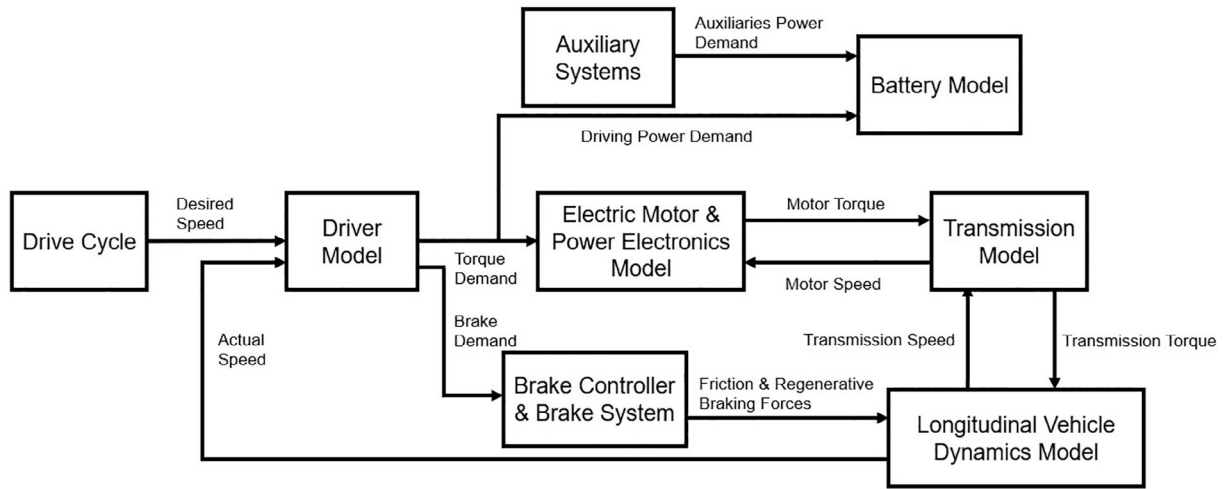 Auxiliary
Systems
Auxiliaries Power
Demand
Battery Model
Driving Power Demand
Drive Cycle
Desired
Speed
Driver
Model
Torque
Demand
Electric Motor &
Power Electronics
Model
Motor Torque
Motor Speed
Transmission
Model
Actual
Speed
Brake
Demand
Brake Controller
& Brake System
Friction & Regenerative
Braking Forces
Transmission Speed
Transmission Torque
Longitudinal Vehicle
Dynamics Model